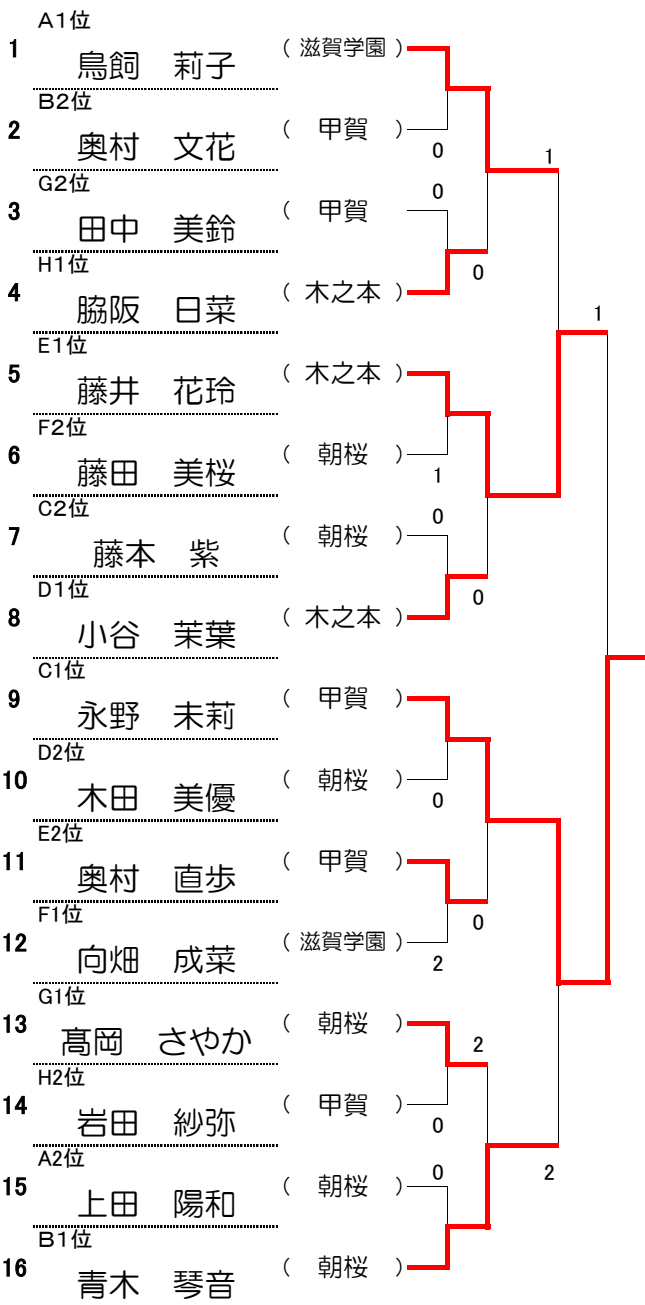 A1位
1 鳥飼 莉子 ( 滋賀学園 )
B2位
2 奥村 文花 ( 甲賀 )
0
1
G2位
0
3 田中 美鈴 ( 甲賀
H1位
0
4 脇阪 日菜 ( 木之本 )
1
E1位
5 藤井 花玲 ( 木之本 )
F2位
6 藤田 美桜 ( 朝桜 )
1
C2位
0
7 藤本 紫 ( 朝桜 )
D1位
0
8 小谷 茉葉 ( 木之本 )
C1位
9 永野 未莉 ( 甲賀 )
D2位
10 木田 美優 ( 朝桜 )
0
E2位
11 奥村 直歩 ( 甲賀 )
F1位
0
12 向畑 成菜 ( 滋賀学園 )
2
G1位
13 髙岡 さやか ( 朝桜 )
2
H2位
14 岩田 紗弥 ( 甲賀 )
0
A2位
0
2
15 上田 陽和 ( 朝桜 )
B1位
16 青木 琴音 ( 朝桜 )